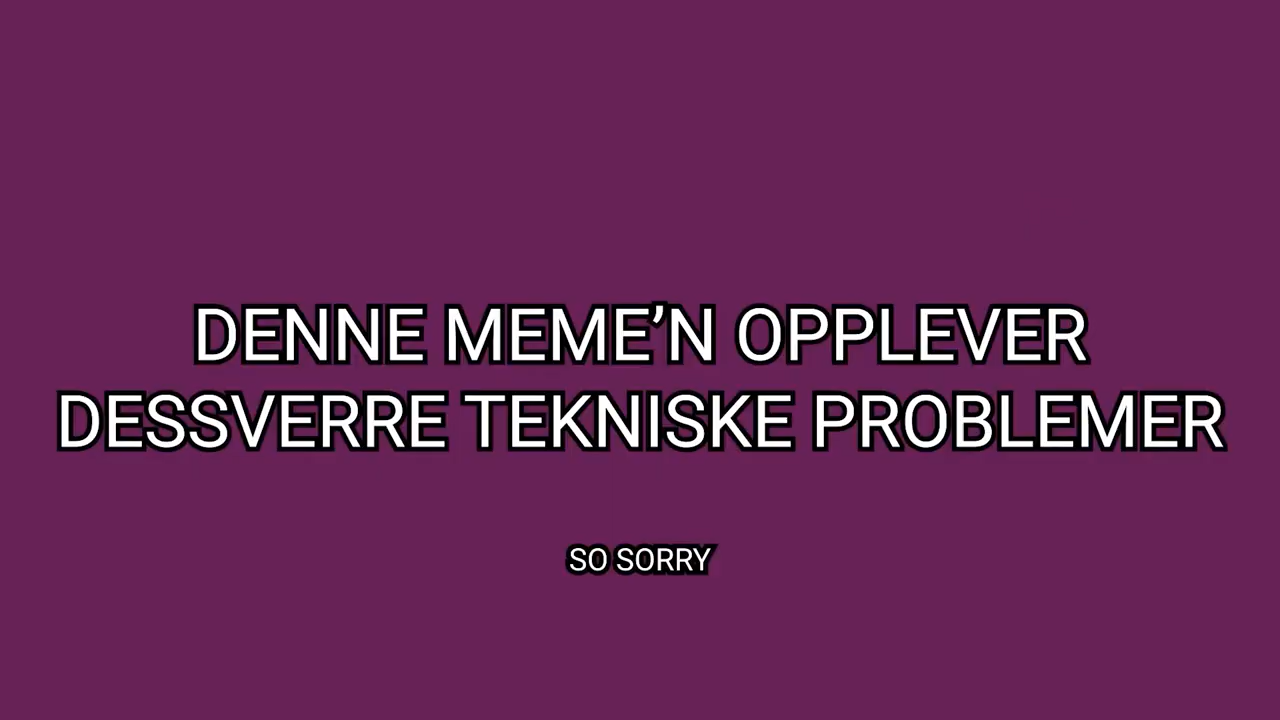 DENNE MEME’N OPPLEVER
DESSVERRE TEKNISKE PROBLEMER
SO SORRY